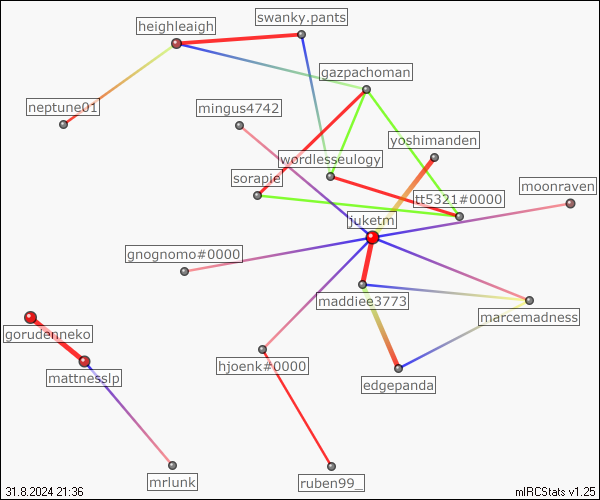 swanky.pants
heighleaigh
gazpachoman
neptune01
mingus4742
yoshimanden
wordlesseulogy
sorapie
moonraven
tt5321#0000
juketm
gnognomo#0000
maddiee3773
marcemadness
gorudenneko
hjoenk#0000
mattnesslp
edgepanda
mrlunk
ruben99_
31.8.2024 21:36
mIRCStats v1.25